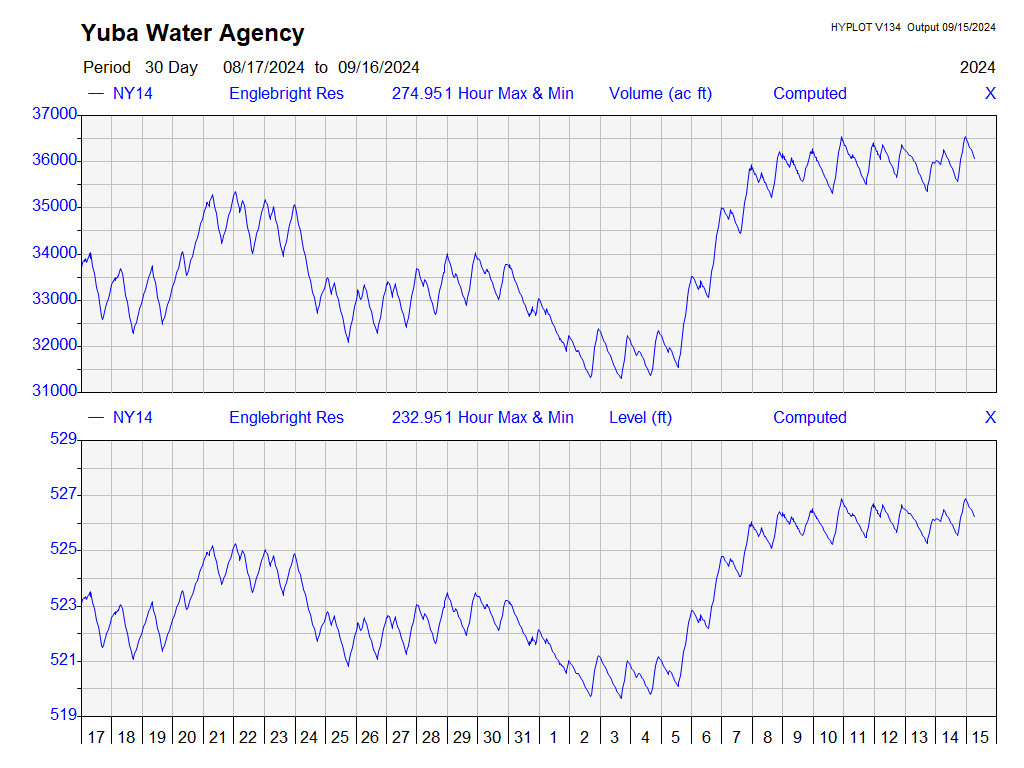 Yuba Water Agency
HYPLOT V134 Output 09/15/2024
Period 30 Day 08/17/2024 to 09/16/2024
2024
NY14 Englebright Res 274.951 Hour Max & Min Volume (ac ft) Computed X
37000
36000
35000
34000
33000
32000
31000
NY14 Englebright Res 232.951 Hour Max & Min Level (ft) Computed X
529
527
525
523
521
519
17 18 19 20 21 22 23 24 25 26 27 28 29 30 31 1 2 3 4 5 6 7 8 9 10 11 12 13 14 15